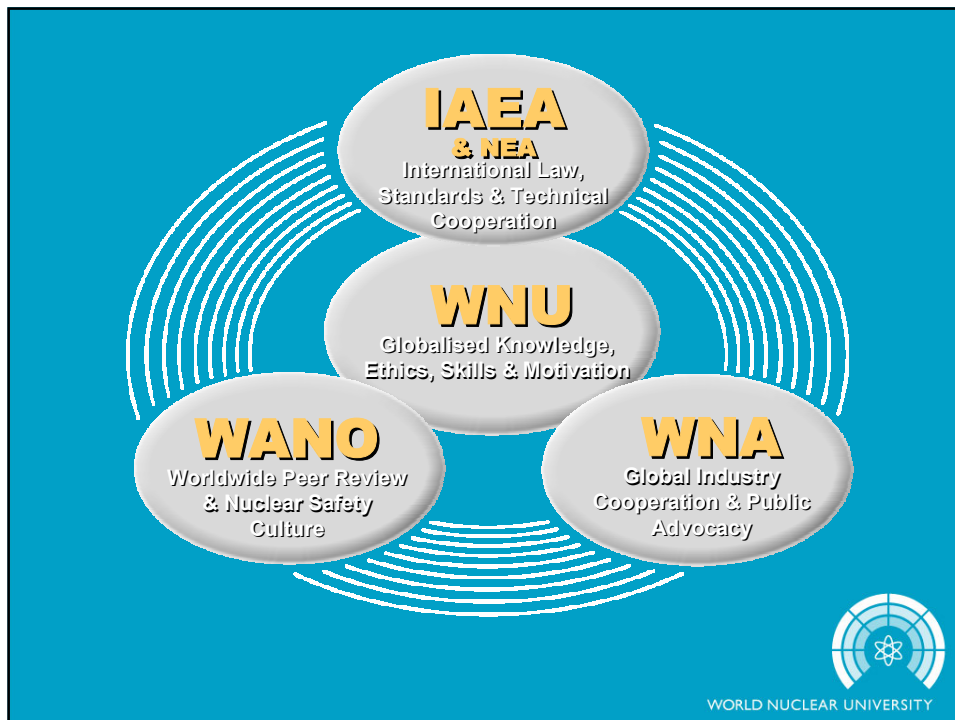 IAEA
& NEA
International Law,
Standards & Technical
Cooperation
WNU
Globalised Knowledge,
Ethics, Skills & Motivation
WANO
Worldwide Peer Review
& Nuclear Safety
Culture
WNA
Global Industry
Cooperation & Public
Advocacy
WORLD NUCLEAR UNIVERSITY